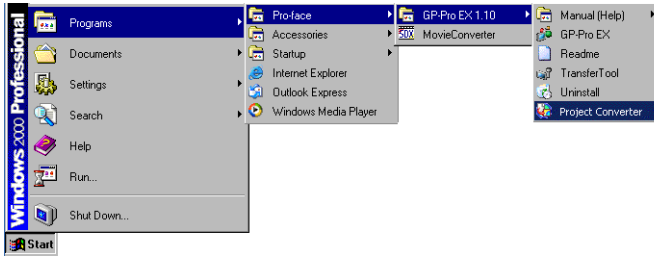 Windows 2000 Professional
Programs
Documents
Settings
Search
Help
Run...
Shut Down...
Start
Pro-face
Accessories
Startup
Internet Explorer
Outlook Express
Windows Media Player
GP-Pro EX 1.10
MovieConverter
Manual (Help)
GP-Pro EX
Readme
TransferTool
Uninstall
Project Converter